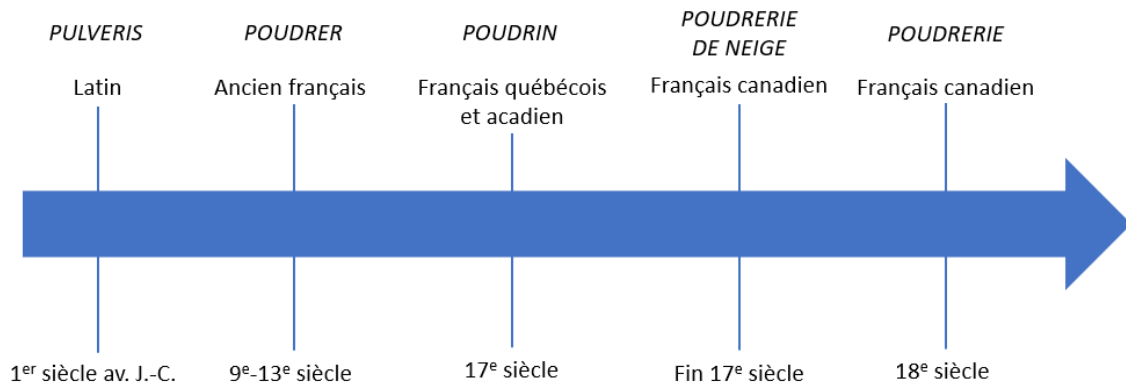 PULVERIS
POUDRER
POUDRIN
POUDRERIE
DE NEIGE
POUDRERIE
Latin
Ancien français
Français québécois
et acadien
Français canadien
Français canadien
1er siècle av. J.-C.
9e-13e siècle
17e siècle
Fin 17e siècle
18e siècle